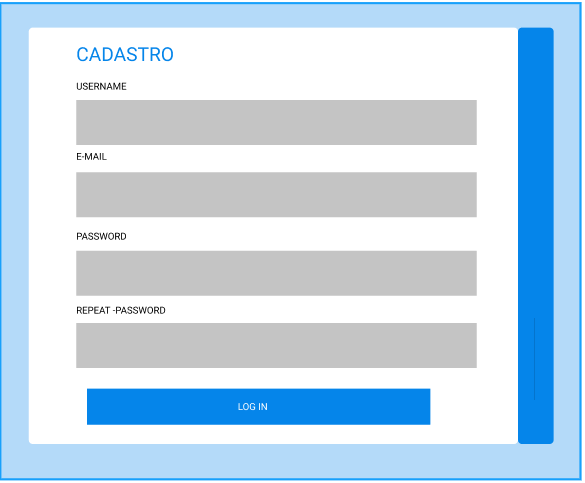 CADASTRO
USERNAME
E-MAIL
PASSWORD
REPEAT -PASSWORD
LOG IN